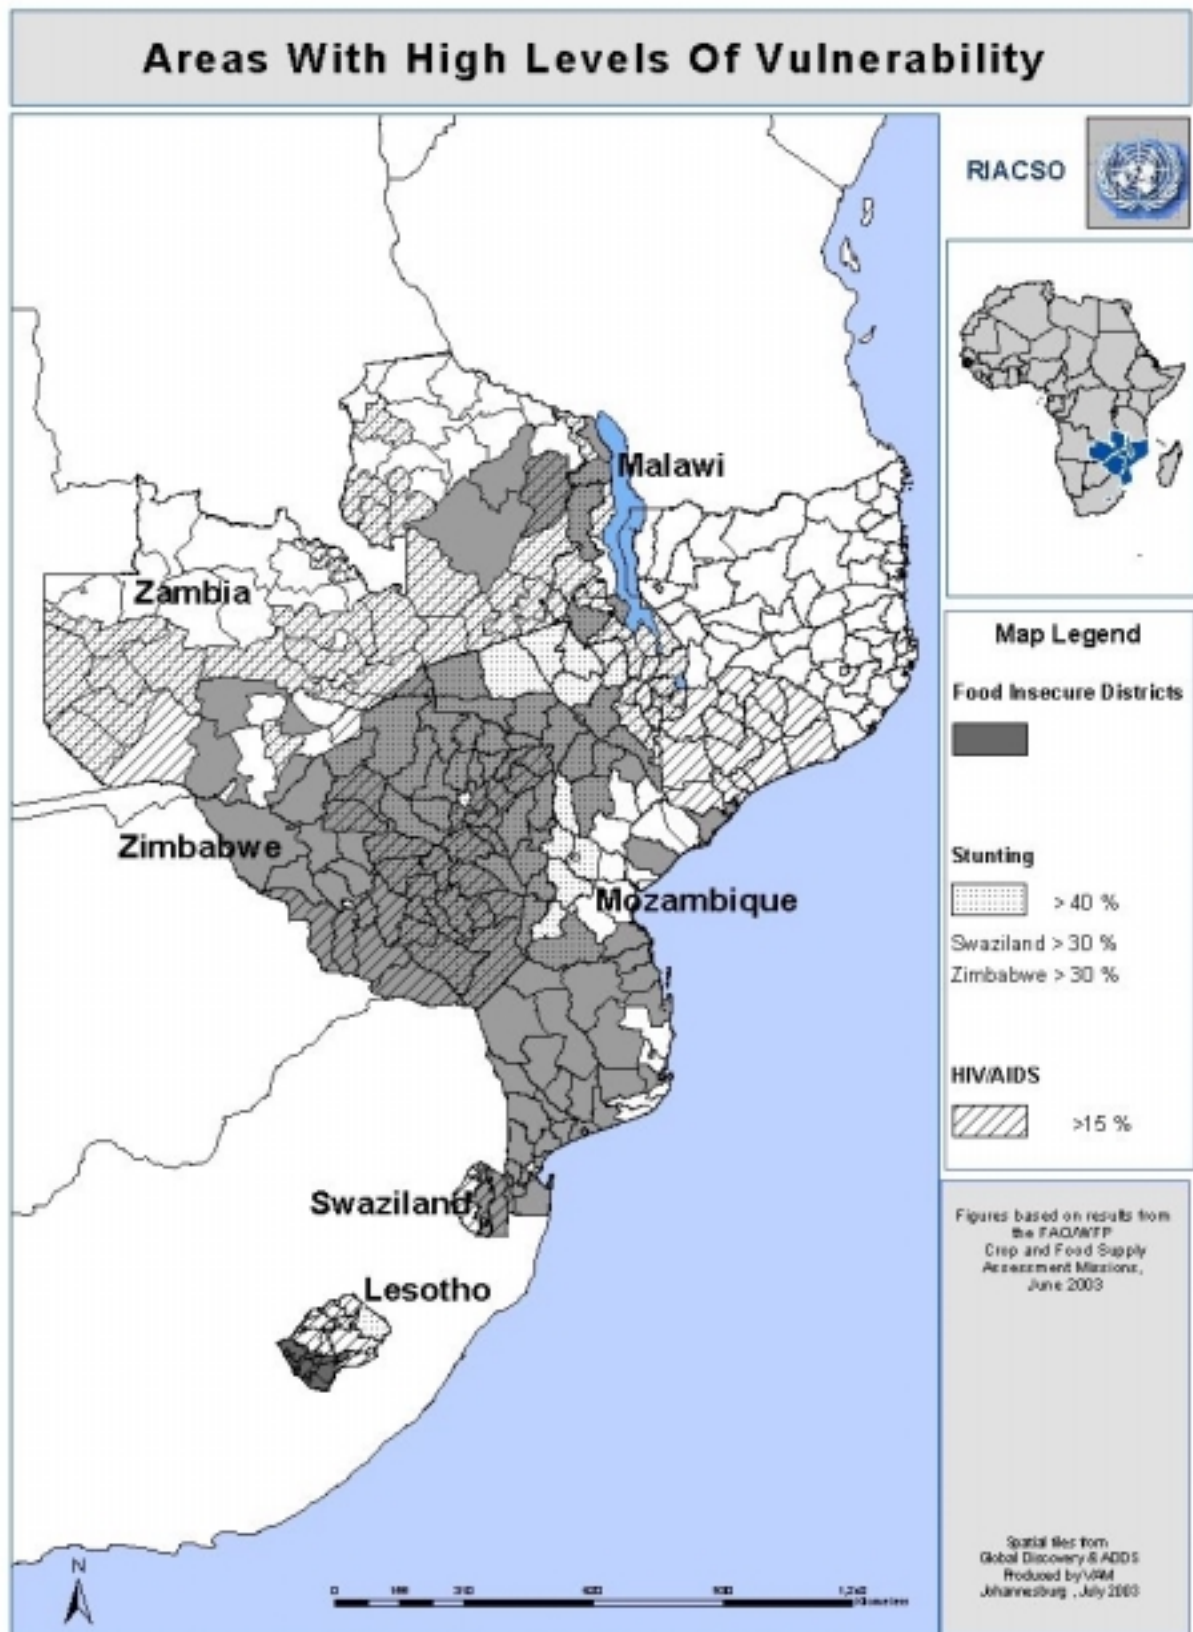 Areas With High Levels Of Vulnerability
RIACSO
Malawi
Zambia
Zimbabwe
Mozambique
Swaziland
Lesotho
Map Legend
Food Insecure Districts
Stunting
> 40 %
Swaziland > 30 %
Zimbabwe > 30 %
HIV/AIDS
>15 %
Figures based on results from
the FAO/WFP
Crop and Food Supply
Assessment Missions,
June 2003
Spatial files from
Global Discovery & ADDS
Produced by VAM
Johannesburg , July 2003
N
0
Kilometers